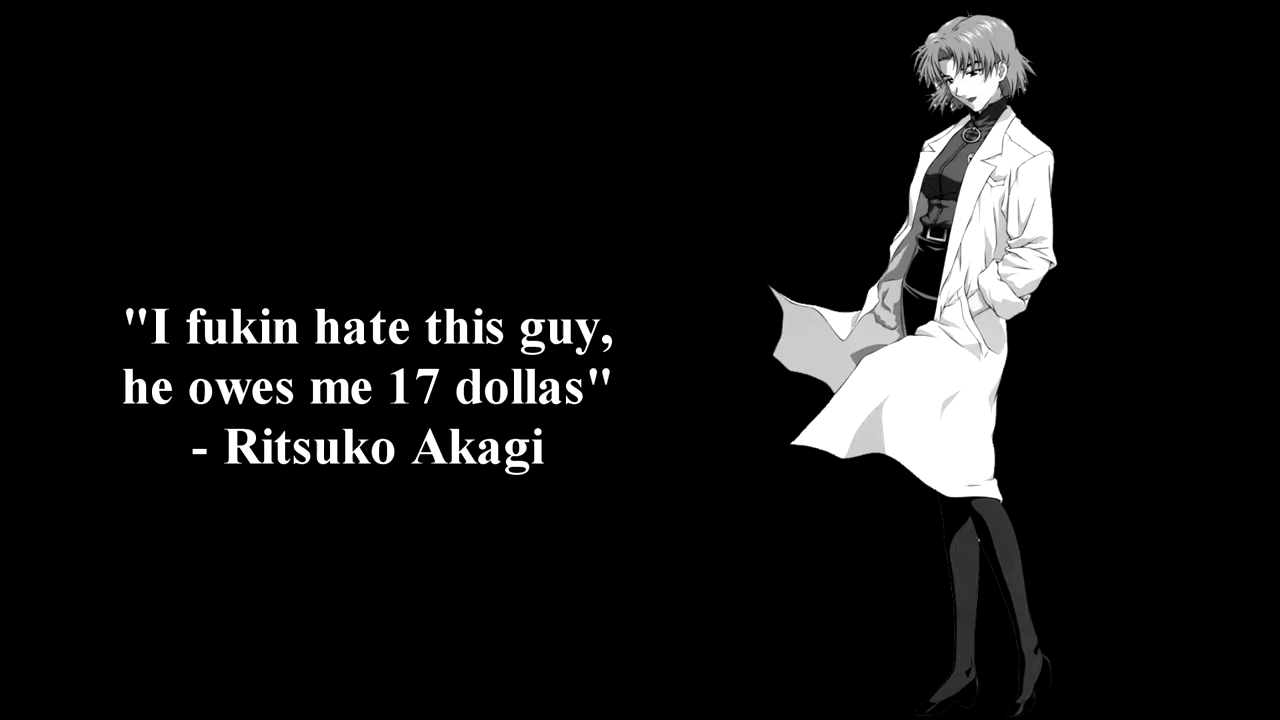 "I fukin hate this guy,
he owes me 17 dollas"
- Ritsuko Akagi